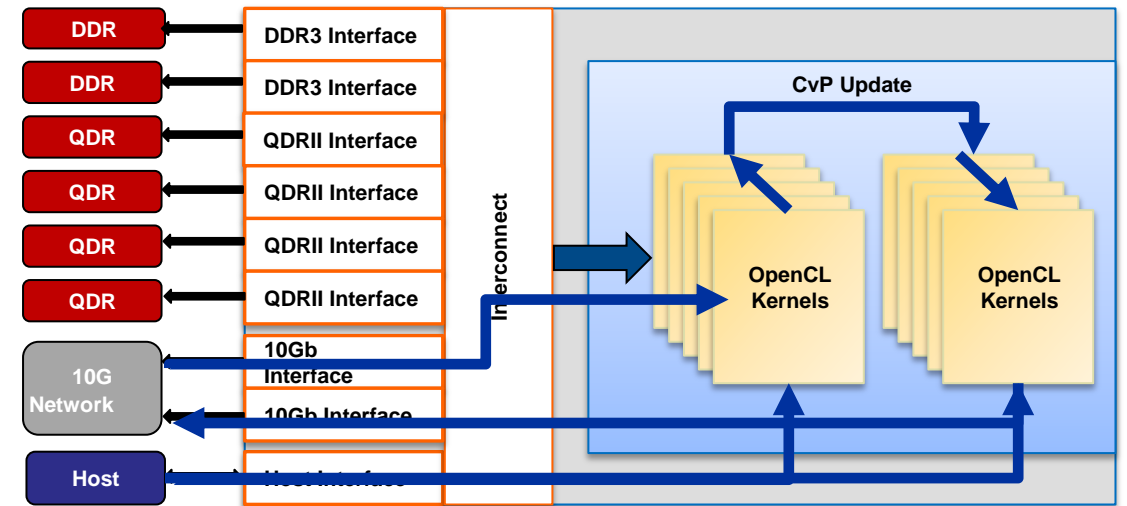 DDR
DDR3 Interface
DDR
DDR3 Interface
CvP Update
QDR
QDRII Interface
QDR
QDRII Interface
QDR
QDRII Interface
QDR
QDRII Interface
Interconnect
OpenCL
Kernels
OpenCL
Kernels
10G
Network
10Gb
Interface
10Gb Interface
Host
Host Interface